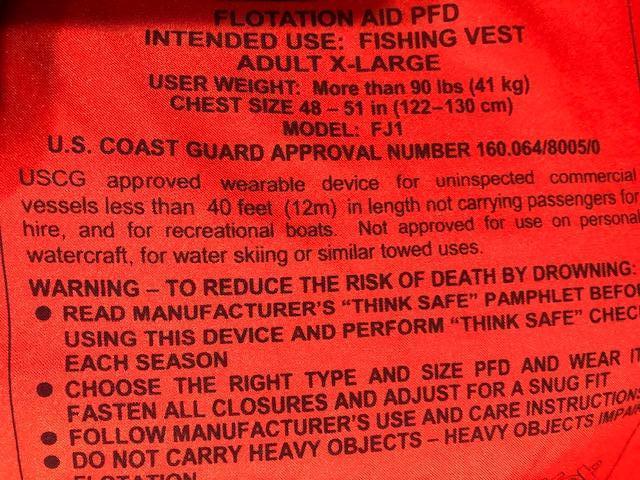 FLOTATION AID PFD
INTENDED USE: FISHING VEST
ADULT X-LARGE
USER WEIGHT: More than 90 lbs (41 kg)
CHEST SIZE 48 – 51 in (122–130 cm)
MODEL: FJ1
U.S. COAST GUARD APPROVAL NUMBER 160.064/8005/0
USCG approved wearable device for uninspected commercial
vessels less than 40 feet (12m) in length not carrying passengers for
hire, and for recreational boats. Not approved for use on personal
watercraft, for water skiing or similar towed uses.
WARNING – TO REDUCE THE RISK OF DEATH BY DROWNING:
● READ MANUFACTURER'S "THINK SAFE" PAMPHLET BEFO
USING THIS DEVICE AND PERFORM "THINK SAFE" CHEC
EACH SEASON
● CHOOSE THE RIGHT TYPE AND SIZE PFD AND WEAR IT
FASTEN ALL CLOSURES AND ADJUST FOR A SNUG FIT
● FOLLOW MANUFACTURER'S USE AND CARE INSTRUCTIONS
● DO NOT CARRY HEAVY OBJECTS – HEAVY OBJECTS IMPA
FLOTATION